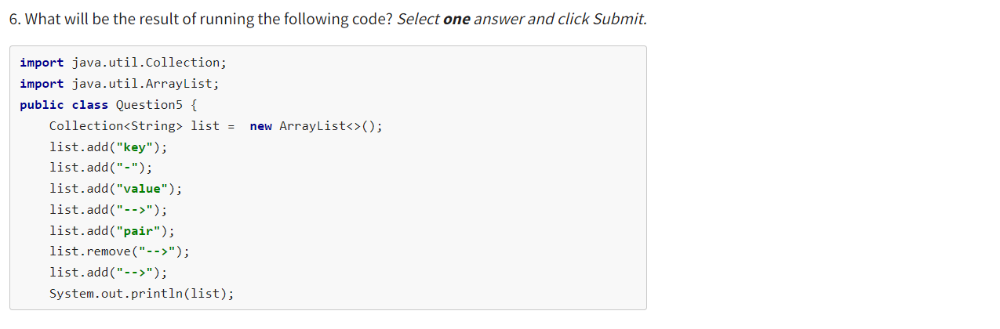 6. What will be the result of running the following code? Select one answer and click Submit.
import java.util.Collection;
import java.util.ArrayList;
public class Question5 {
    Collection<String> list =  new ArrayList<>();
    list.add("key");
    list.add("-");
    list.add("value");
    list.add("-->");
    list.add("pair");
    list.remove("-->");
    list.add("-->");
    System.out.println(list);